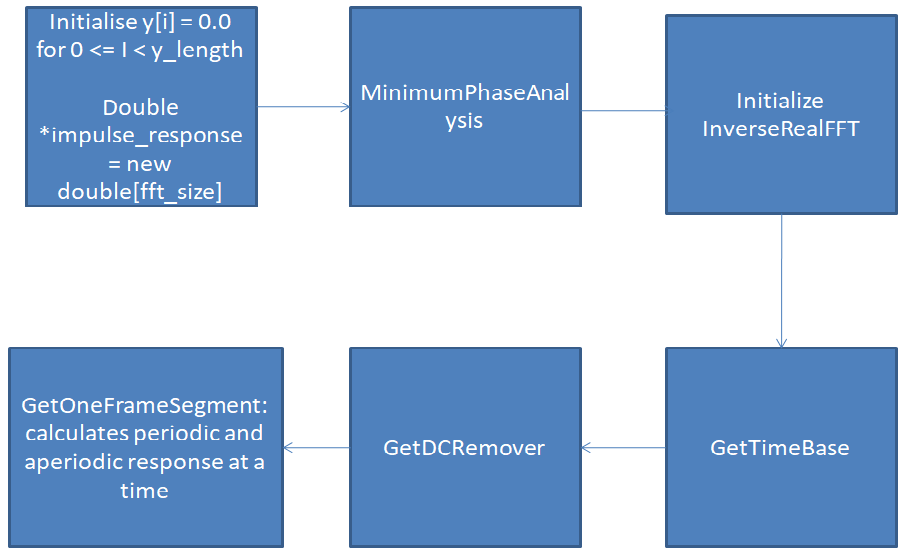 Initialise y[i] = 0.0
for 0 <= I < y_length
Double
*impulse_response
= new
double[fft_size]
MinimumPhaseAnal
ysis
Initialize
InverseRealFFT
GetTimeBase
GetDCRemover
GetOneFrameSegment:
calculates periodic and
aperiodic response at a
time